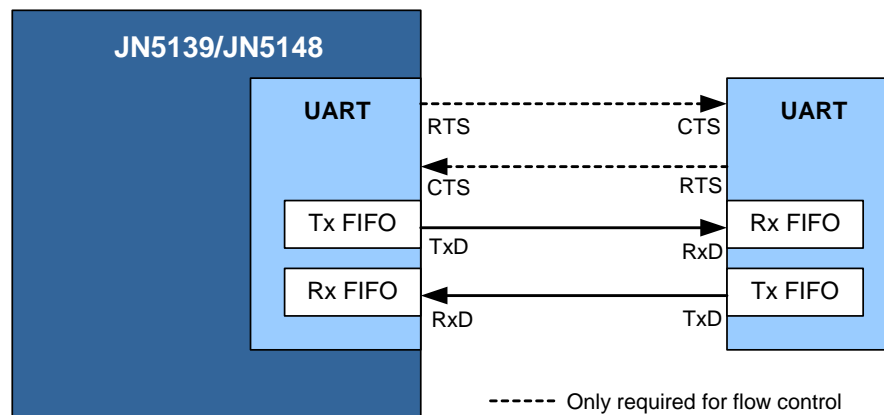 JN5139/JN5148
UART
UART
RTS
CTS
CTS
RTS
Tx FIFO
Rx FIFO
TxD
RxD
Rx FIFO
Tx FIFO
RxD
TxD
Only required for flow control